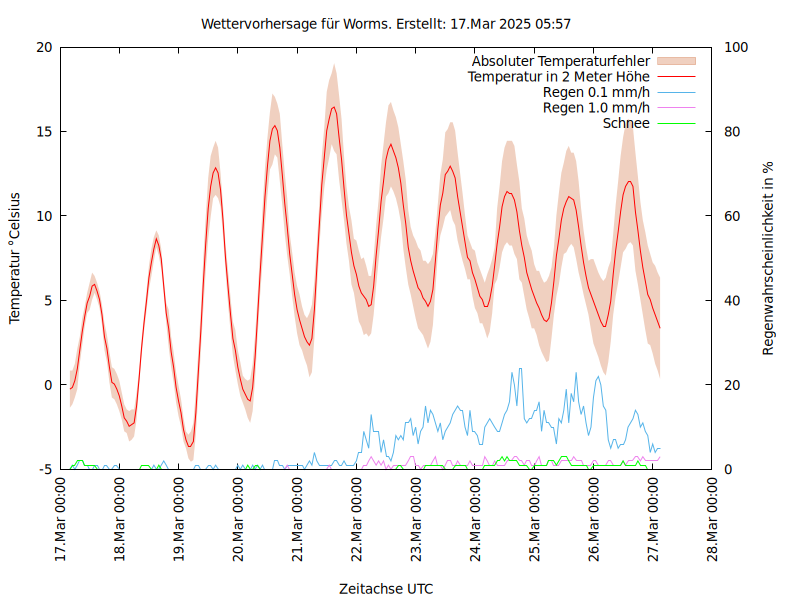 Wettervorhersage für Worms. Erstellt: 17.Mar 2025 05:57
Absoluter Temperaturfehler
Temperatur in 2 Meter Höhe
Regen 0.1 mm/h
Regen 1.0 mm/h
Schnee
Temperatur °Celsius
20
15
10
5
0
-5
Regenwahrscheinlichkeit in %
100
80
60
40
20
0
17.Mar 00:00
18.Mar 00:00
19.Mar 00:00
20.Mar 00:00
21.Mar 00:00
22.Mar 00:00
23.Mar 00:00
24.Mar 00:00
25.Mar 00:00
26.Mar 00:00
27.Mar 00:00
28.Mar 00:00
Zeitachse UTC